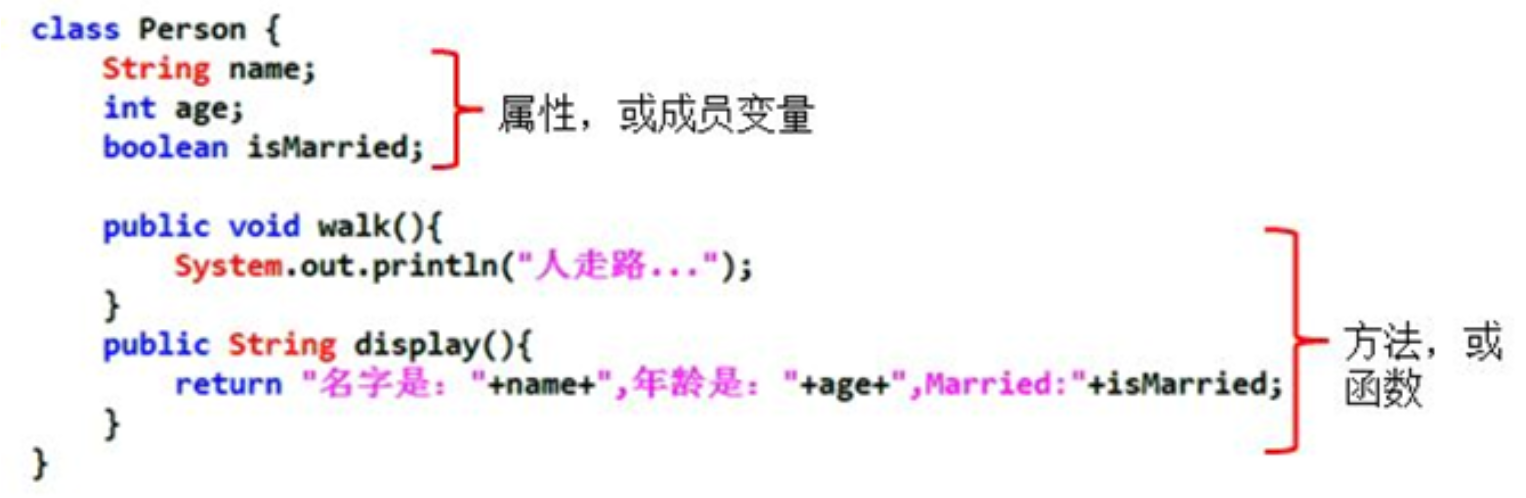 class Person {
String name;
int age;
boolean isMarried;
属性，或成员变量
public void walk(){
System.out.println("人走路...");
}
public String display(){
return "名字是："+name+",年龄是："+age+",Married:"+isMarried;
}
}
方法，或
函数